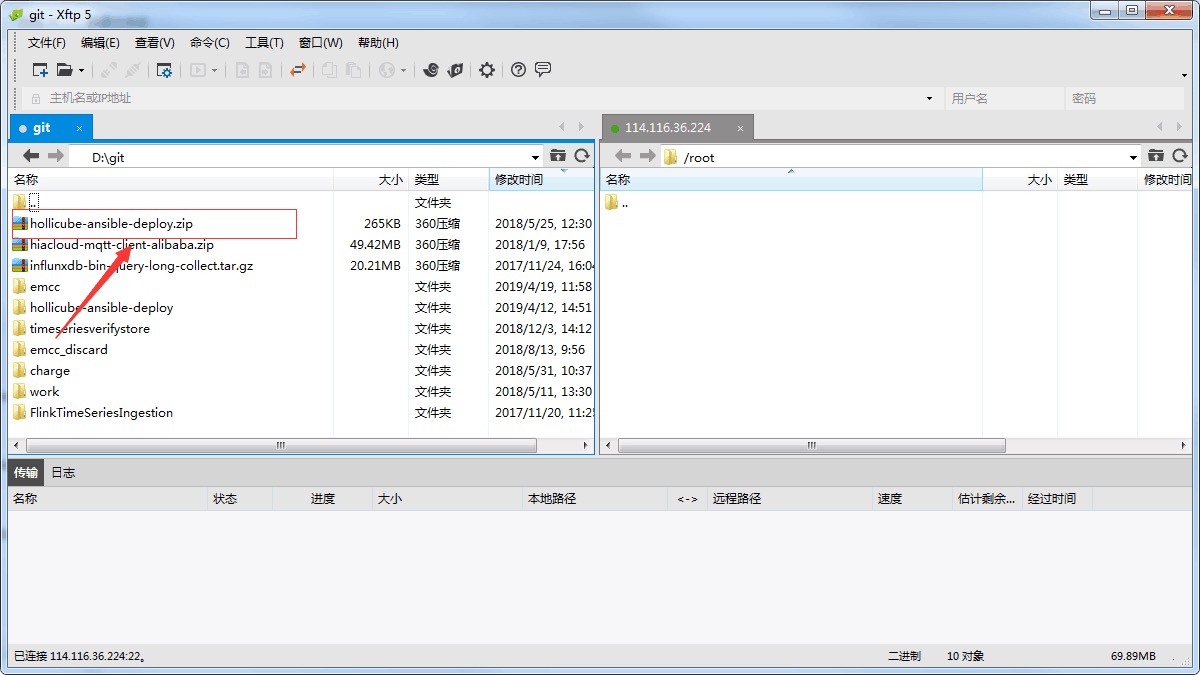 git - Xftp 5
文件(F) 编辑(E) 查看(V) 命令(C) 工具(T) 窗口(W) 帮助(H)
主机名或IP地址 用户名 密码
git × 114.116.36.224 ×
D:\git /root
名称 大小 类型 修改时间 名称 大小 类型 修改时间
.. 文件夹 ..
hollicube-ansible-deploy.zip 265KB 360压缩 2018/5/25, 12:30
hiacloud-mqtt-client-alibaba.zip 49.42MB 360压缩 2018/1/9, 17:56
influnxdb-bin-query-long-collect.tar.gz 20.21MB 360压缩 2017/11/24, 16:04
emcc 文件夹 2019/4/19, 11:58
hollicube-ansible-deploy 文件夹 2019/4/12, 14:51
timeseriesverifystore 文件夹 2018/12/3, 14:12
emcc_discard 文件夹 2018/8/13, 9:56
charge 文件夹 2018/5/31, 10:37
work 文件夹 2018/5/11, 13:30
FlinkTimeSeriesIngestion 文件夹 2017/11/20, 11:25
传输 日志
名称 状态 进度 大小 本地路径 <-> 远程路径 速度 估计剩余... 经过时间
已连接 114.116.36.224:22。 二进制 10 对象 69.89MB